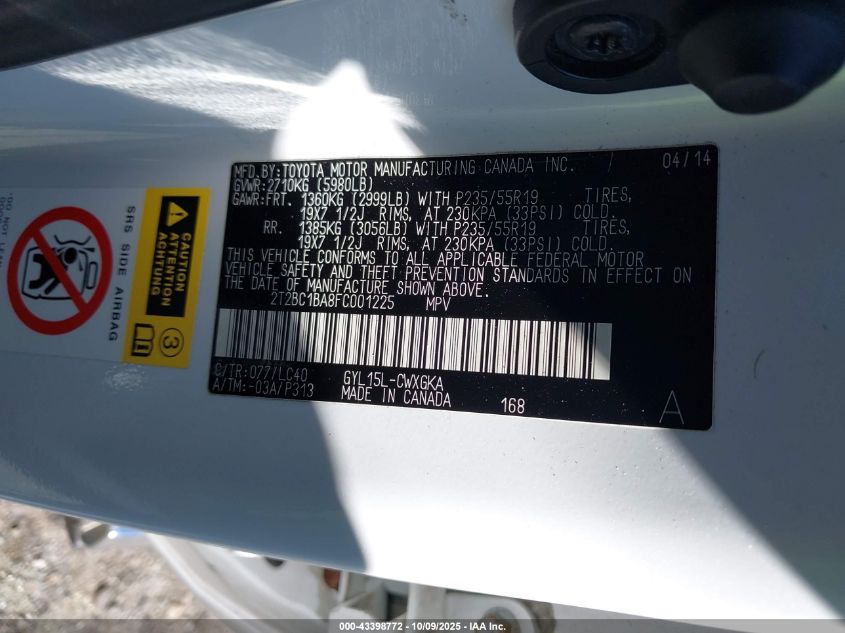 MFD.BY:TOYOTA MOTOR MANUFACTURING CANADA INC. / 04/14
GVWR:2710KG (5980LB)
GAWR:FRT. 1360KG (2999LB) WITH P235/55R19 TIRES,
19X7 1/2J RIMS, AT 230KPA (33PSI) COLD.
RR. 1385KG (3056LB) WITH P235/55R19 TIRES,
19X7 1/2J RIMS, AT 230KPA (33PSI) COLD.
THIS VEHICLE CONFORMS TO ALL APPLICABLE FEDERAL MOTOR
VEHICLE SAFETY AND THEFT PREVENTION STANDARDS IN EFFECT ON
THE DATE OF MANUFACTURE SHOWN ABOVE.
2T2BC1BA8FC001225 MPV
C/TR:077/LC40 GYL15L-CWXGKA
A/TM:-03A/P313 MADE IN CANADA 168 A
SRS SIDE AIRBAG
CAUTION
ATTENTION
ACHTUNG
3
000-43398772 | 10/09/2025 - IAA, Inc.